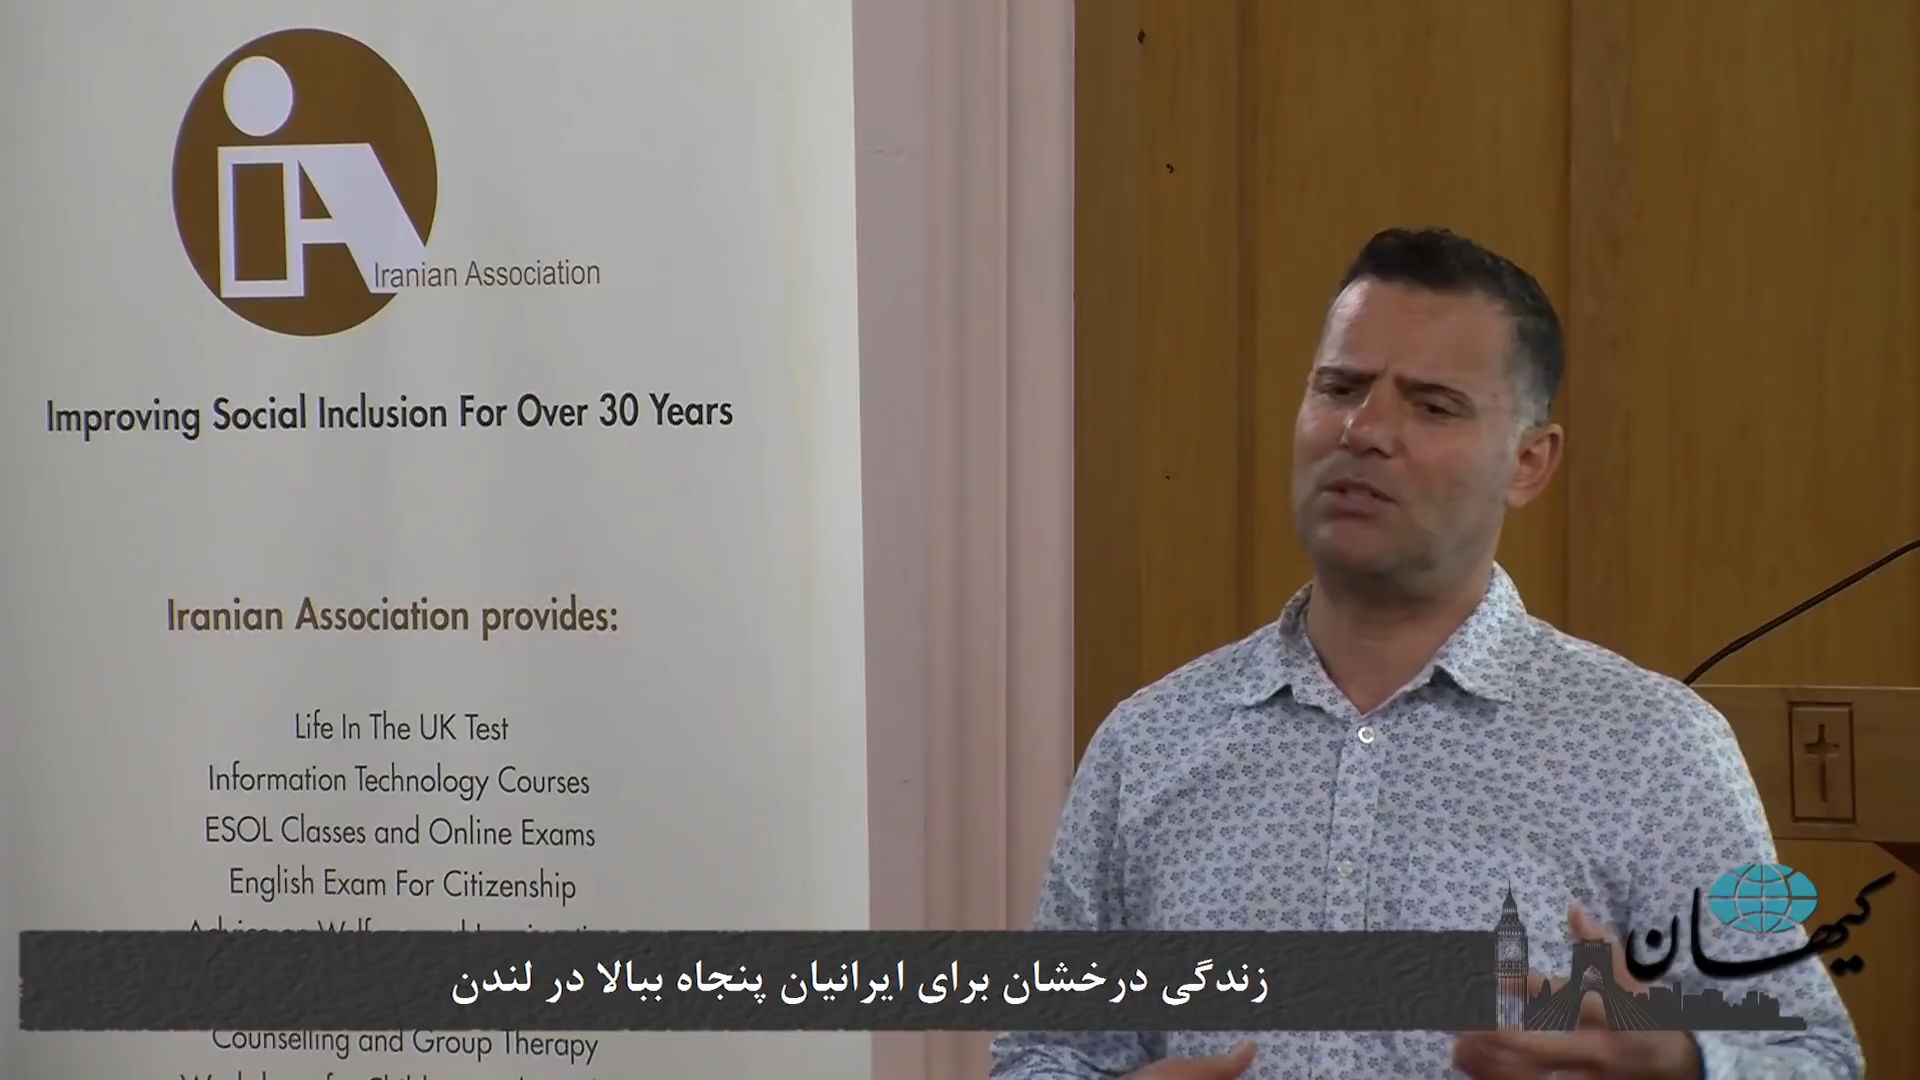 IA
Iranian Association
Improving Social Inclusion For Over 30 Years
Iranian Association provides:
Life In The UK Test
Information Technology Courses
ESOL Classes and Online Exams
English Exam For Citizenship
زندگی درخشان برای ایرانیان پنجاه ببالا در لندن
کیهان
Counselling and Group Therapy